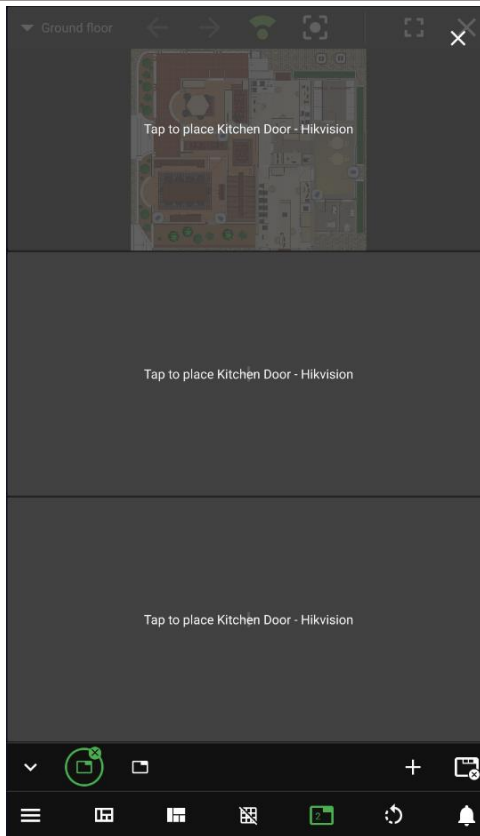 Ground floor
Tap to place Kitchen Door - Hikvision
Tap to place Kitchen Door - Hikvision
Tap to place Kitchen Door - Hikvision
2